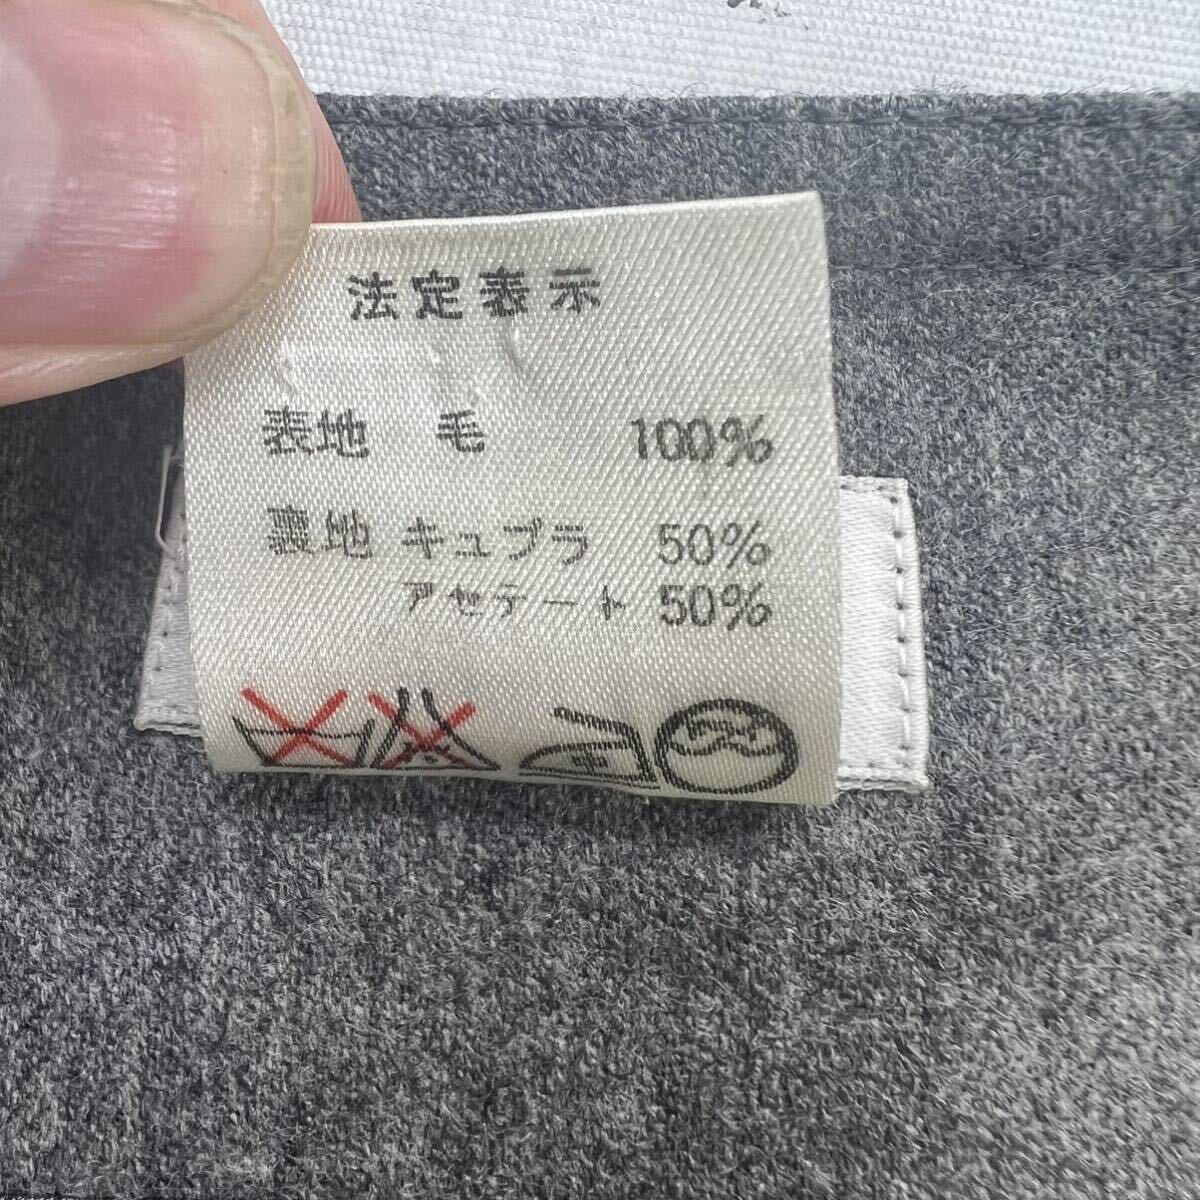 法定表示
表地 毛 100%
裏地 キュプラ 50%
アセテート 50%